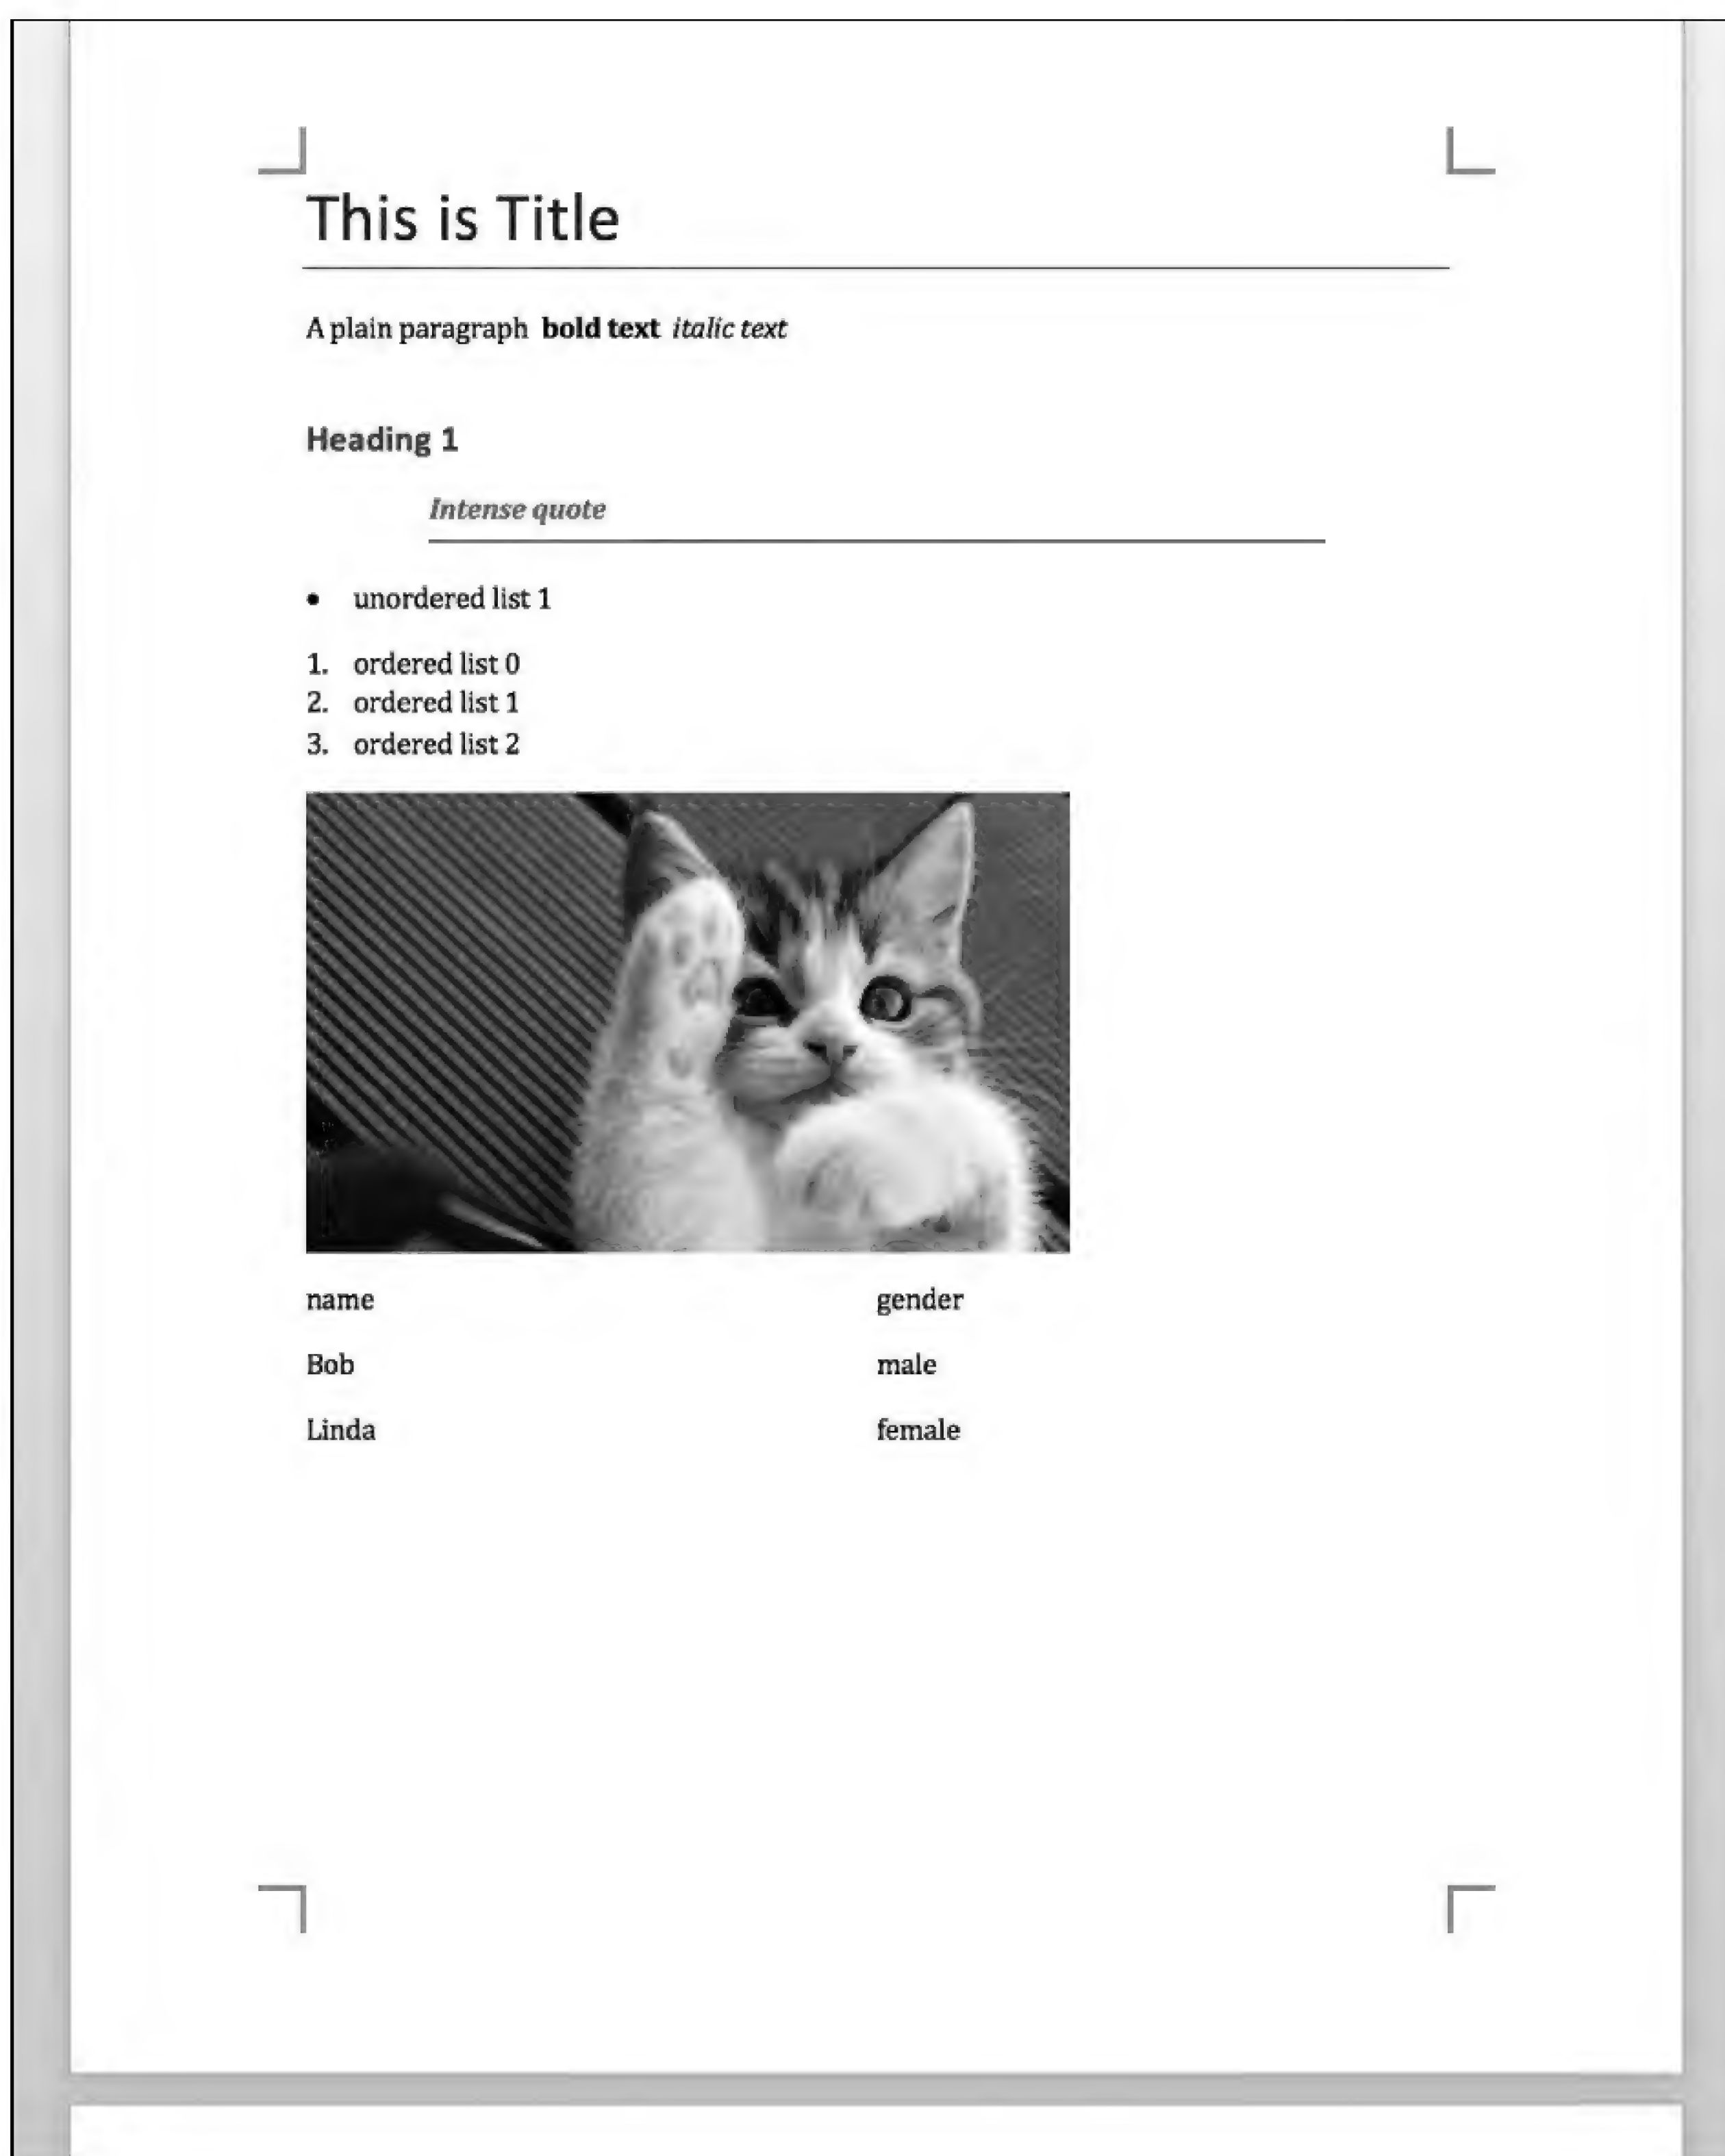 This is Title
A plain paragraph bold text italic text
Heading 1
Intense quote
• unordered list 1
1. ordered list 0
2. ordered list 1
3. ordered list 2
name gender
Bob male
Linda female